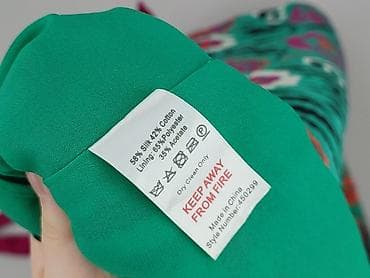 58% Silk 42% Cotton
Lining: 65%Polyester
35% Acetate
Dry Clean Only
KEEP AWAY
FROM FIRE
Made in China
Style Number:450299